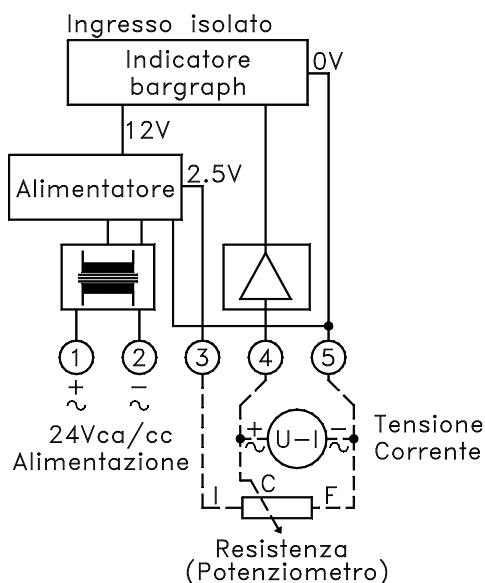 Ingresso isolato
Indicatore
bargraph
0V
12V
2.5V
Alimentatore
1 2 3 4 5
+ −
~ ~
24Vca/cc
Alimentazione
+ U-I −
~ ~
Tensione
Corrente
I C F
Resistenza
(Potenziometro)